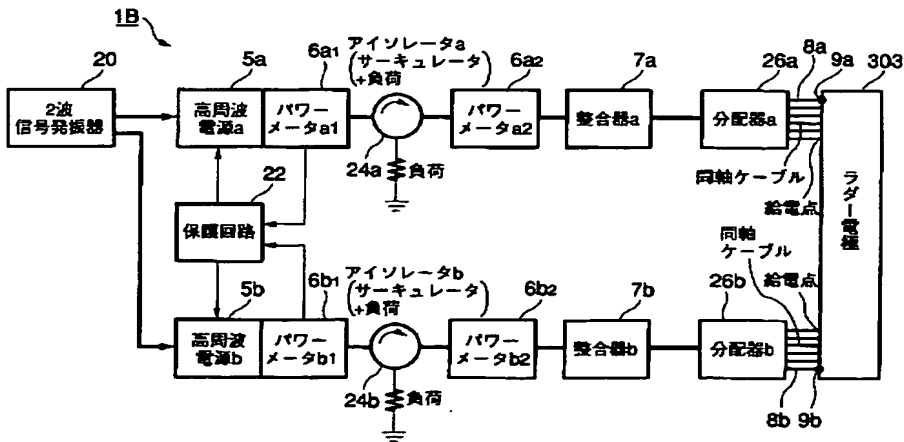 1B
20
2波
信号発振器
5a
高周波
電源a
6a1
パワー
メータa1
アイソレータa
(サーキュレータ
+負荷)
24a
負荷
6a2
パワー
メータa2
7a
整合器a
26a
分配器a
8a
9a
303
同軸ケーブル
給電点
ラダー電極
22
保護回路
5b
高周波
電源b
6b1
パワー
メータb1
アイソレータb
(サーキュレータ
+負荷)
24b
負荷
6b2
パワー
メータb2
7b
整合器b
同軸
ケーブル
給電点
26b
分配器b
8b
9b